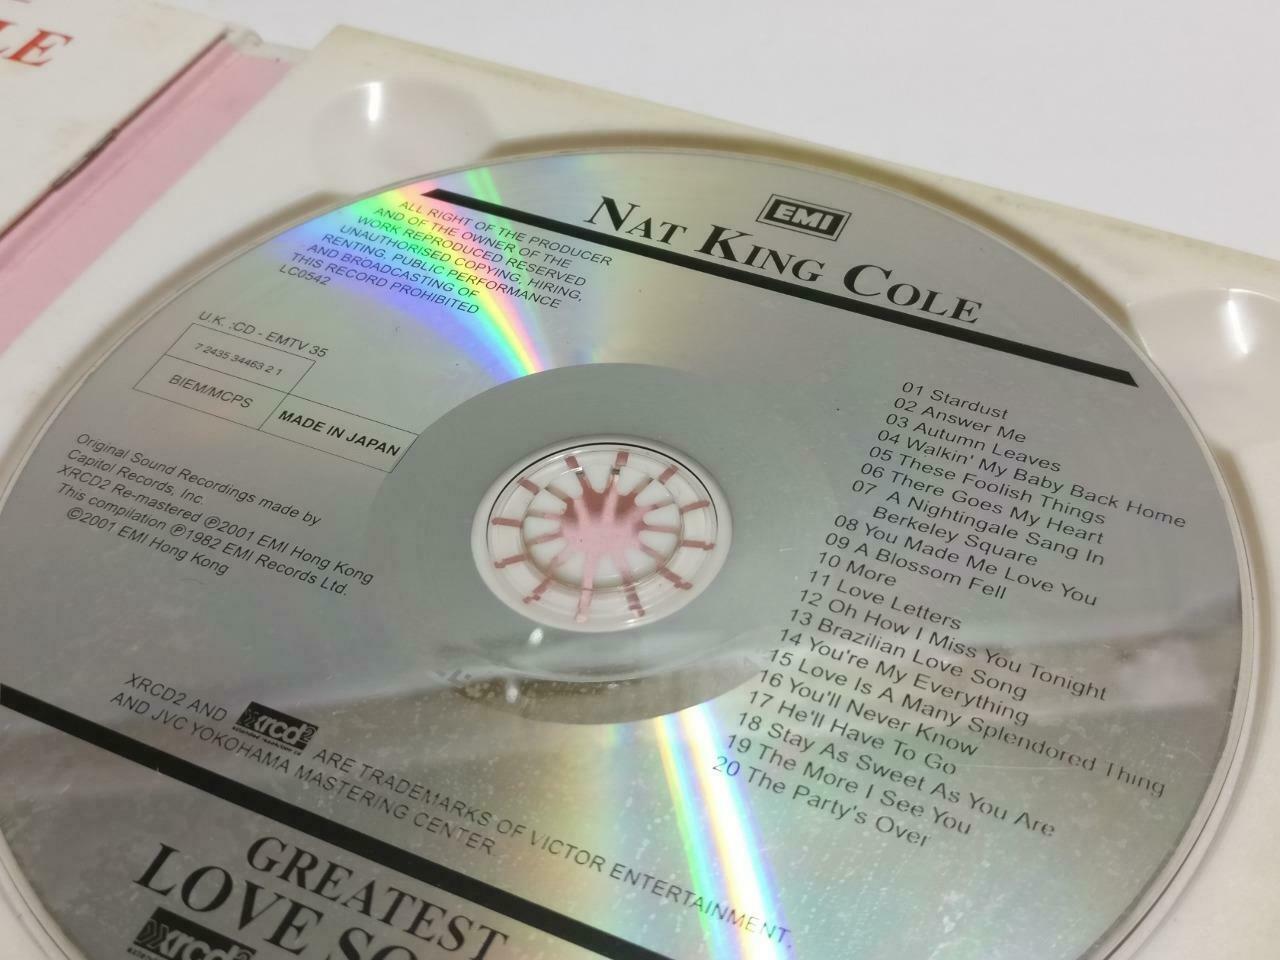 LE
EMI
NAT KING COLE
ALL RIGHT OF THE PRODUCER
AND OF THE OWNER OF THE
WORK REPRODUCED RESERVED
UNAUTHORISED COPYING, HIRING,
RENTING, PUBLIC PERFORMANCE
AND BROADCASTING OF
THIS RECORD PROHIBITED
LC0542
U.K. :CD - EMTV 35
7 2435 34463 2 1
BIEM/MCPS
MADE IN JAPAN
Original Sound Recordings made by
Capitol Records, Inc.
XRCD2 Re-mastered ℗2001 EMI Hong Kong
This compilation ℗1982 EMI Records Ltd.
©2001 EMI Hong Kong
01 Stardust
02 Answer Me
03 Autumn Leaves
04 Walkin' My Baby Back Home
05 These Foolish Things
06 There Goes My Heart
07 A Nightingale Sang In
Berkeley Square
08 You Made Me Love You
09 A Blossom Fell
10 More
11 Love Letters
12 Oh How I Miss You Tonight
13 Brazilian Love Song
14 You're My Everything
15 Love Is A Many Splendored Thing
16 You'll Never Know
17 He'll Have To Go
18 Stay As Sweet As You Are
19 The More I See You
20 The Party's Over
XRCD2 AND xrcd2 ARE TRADEMARKS OF VICTOR ENTERTAINMENT,
AND JVC YOKOHAMA MASTERING CENTER.
GREATEST
LOVE SO
xrcd2